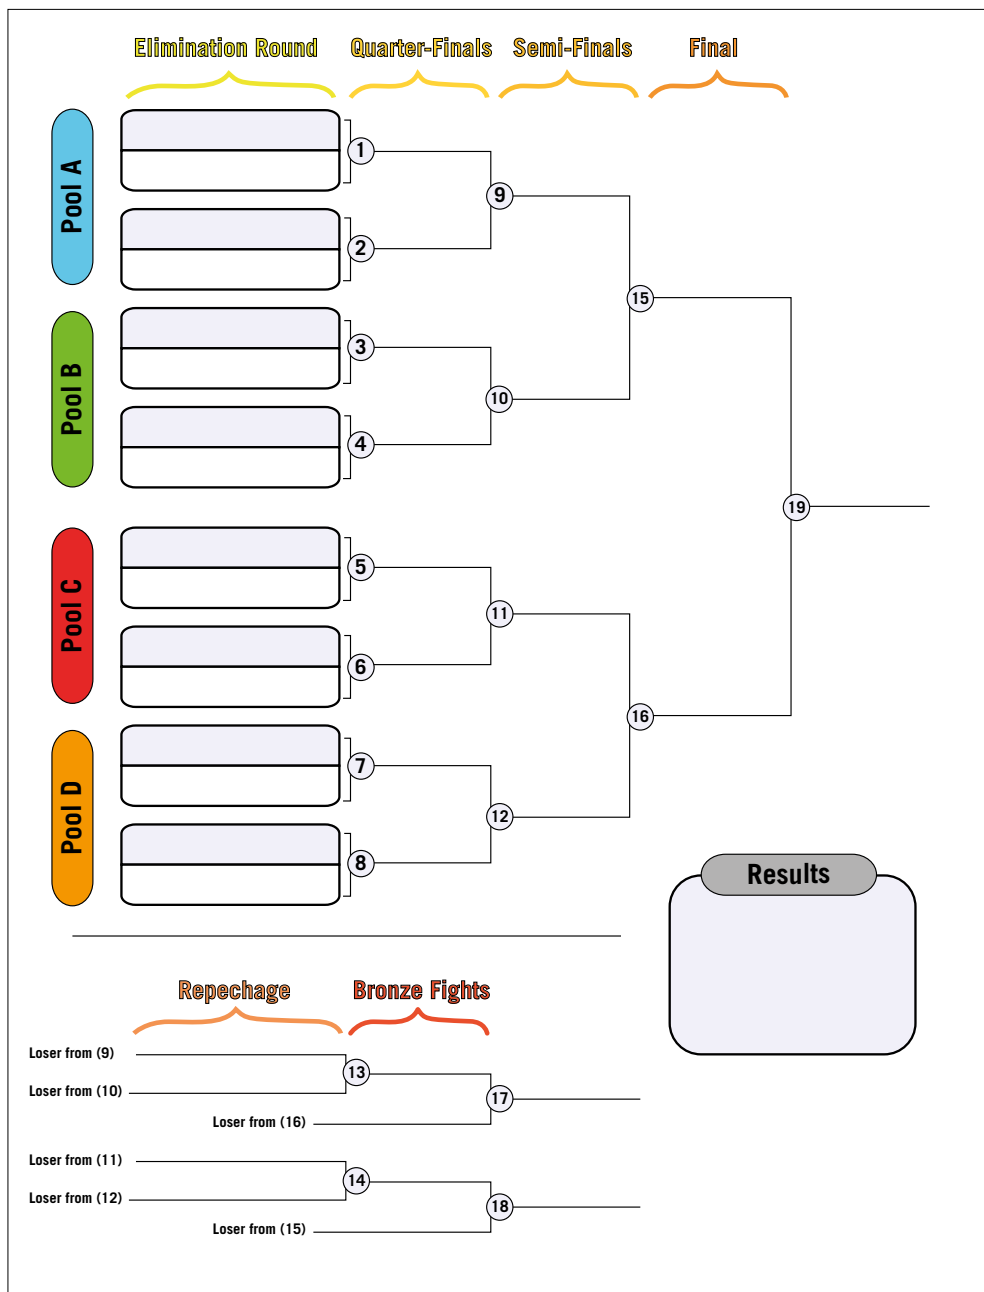 Elimination Round Quarter-Finals Semi-Finals Final
Pool A
1
2
9
Pool B
3
4
10
15
Pool C
5
6
11
Pool D
7
8
12
16
19
Results
Repechage Bronze Fights
Loser from (9)
Loser from (10)
13
Loser from (16)
17
Loser from (11)
Loser from (12)
14
Loser from (15)
18